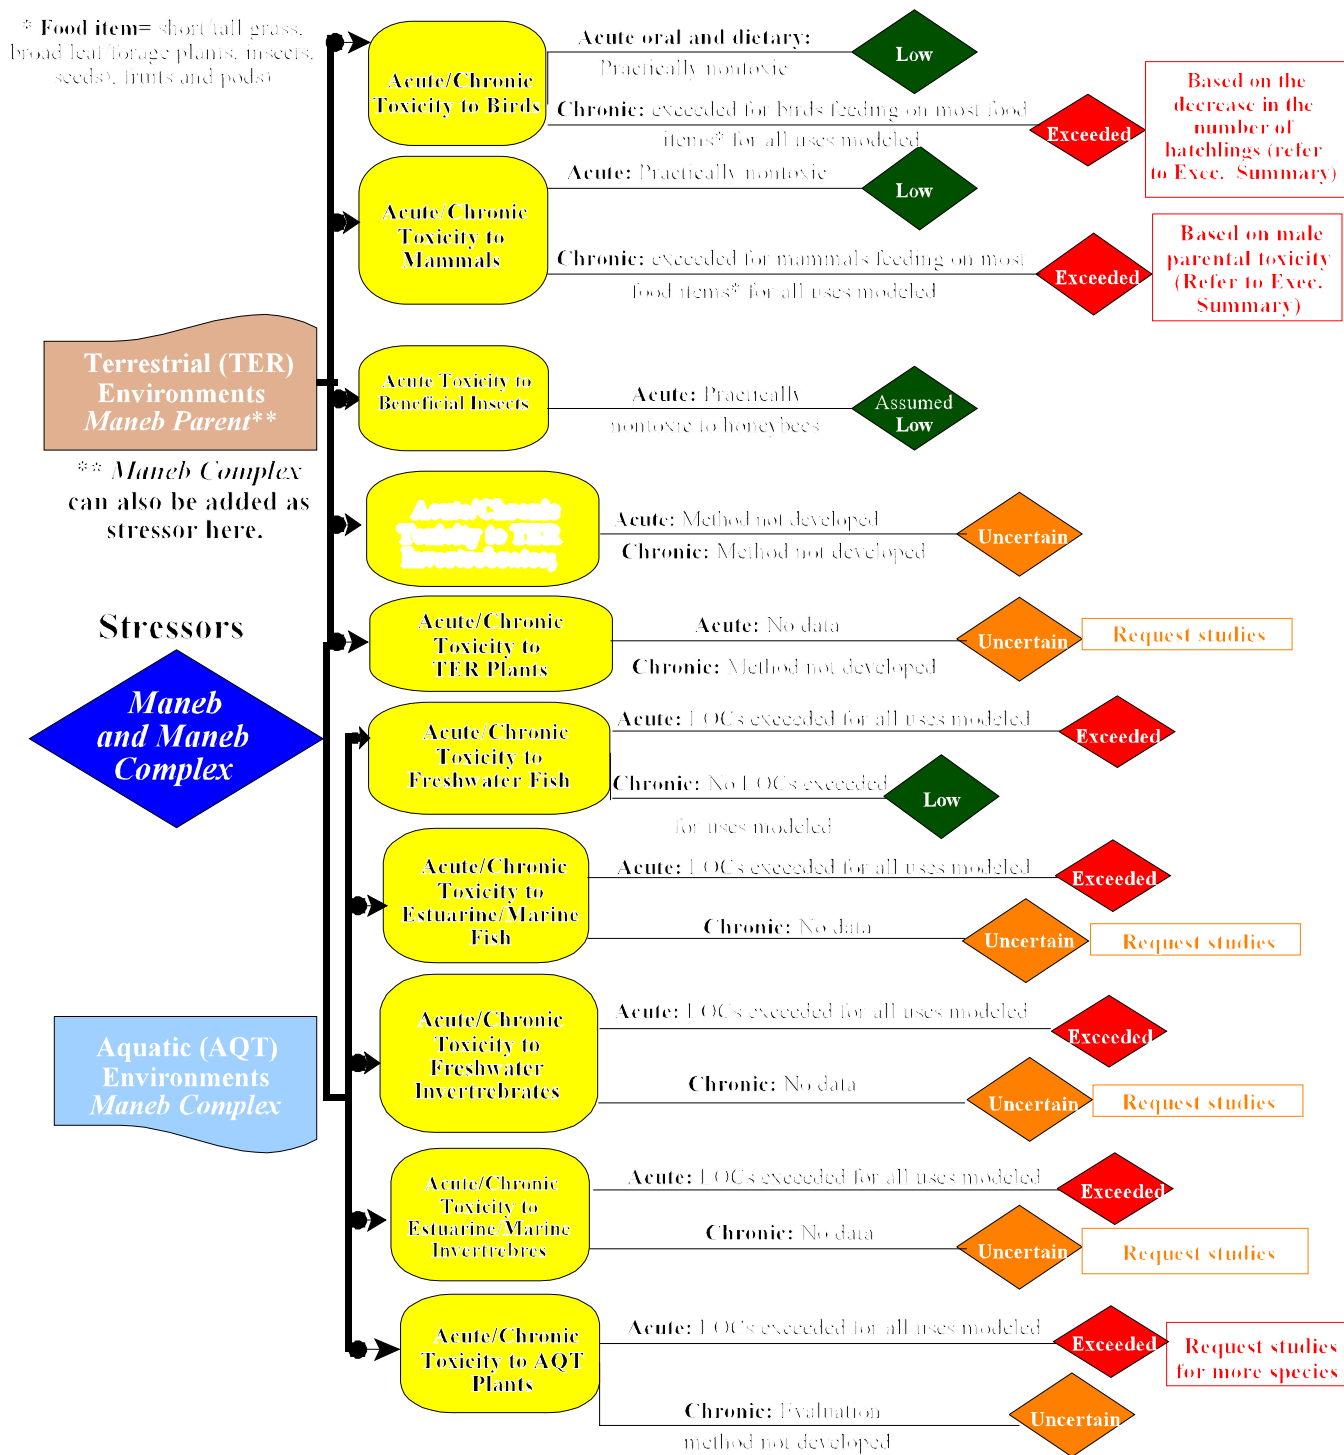 * Food item= short/tall grass,
broad leaf/forage plants, insects,
seeds), fruits and pods)
Acute/Chronic
Toxicity to Birds
Acute oral and dietary:
Practically nontoxic
Low
Chronic: exceeded for birds feeding on most food
items* for all uses modeled
Exceeded
Based on the
decrease in the
number of
hatchlings (refer
to Exec. Summary)
Acute/Chronic
Toxicity to
Mammals
Acute: Practically nontoxic
Low
Chronic: exceeded for mammals feeding on most
food items* for all uses modeled
Exceeded
Based on male
parental toxicity
(Refer to Exec.
Summary)
Terrestrial (TER)
Environments
Maneb Parent**
** Maneb Complex
can also be added as
stressor here.
Acute Toxicity to
Beneficial Insects
Acute: Practically
nontoxic to honeybees
Assumed
Low
Acute/Chronic
Toxicity to TER
Acute: Method not developed
Chronic: Method not developed
Uncertain
Acute/Chronic
Toxicity to
TER Plants
Acute: No data
Chronic: Method not developed
Uncertain
Request studies
Stressors
Maneb
and Maneb
Complex
Acute/Chronic
Toxicity to
Freshwater Fish
Acute: LOCs exceeded for all uses modeled
Exceeded
Chronic: No LOCs exceeded
for uses modeled
Low
Acute/Chronic
Toxicity to
Estuarine/Marine
Fish
Acute: LOCs exceeded for all uses modeled
Exceeded
Chronic: No data
Uncertain
Request studies
Aquatic (AQT)
Environments
Maneb Complex
Acute/Chronic
Toxicity to
Freshwater
Invertrebrates
Acute: LOCs exceeded for all uses modeled
Exceeded
Chronic: No data
Uncertain
Request studies
Acute/Chronic
Toxicity to
Estuarine/Marine
Invertrebres
Acute: LOCs exceeded for all uses modeled
Exceeded
Chronic: No data
Uncertain
Request studies
Acute/Chronic
Toxicity to AQT
Plants
Acute: LOCs exceeded for all uses modeled
Exceeded
Request studies
for more species
Chronic: Evaluation
method not developed
Uncertain